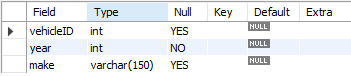 Field Type Null Key Default Extra
vehicleID int YES NULL
year int NO NULL
make varchar(150) YES NULL